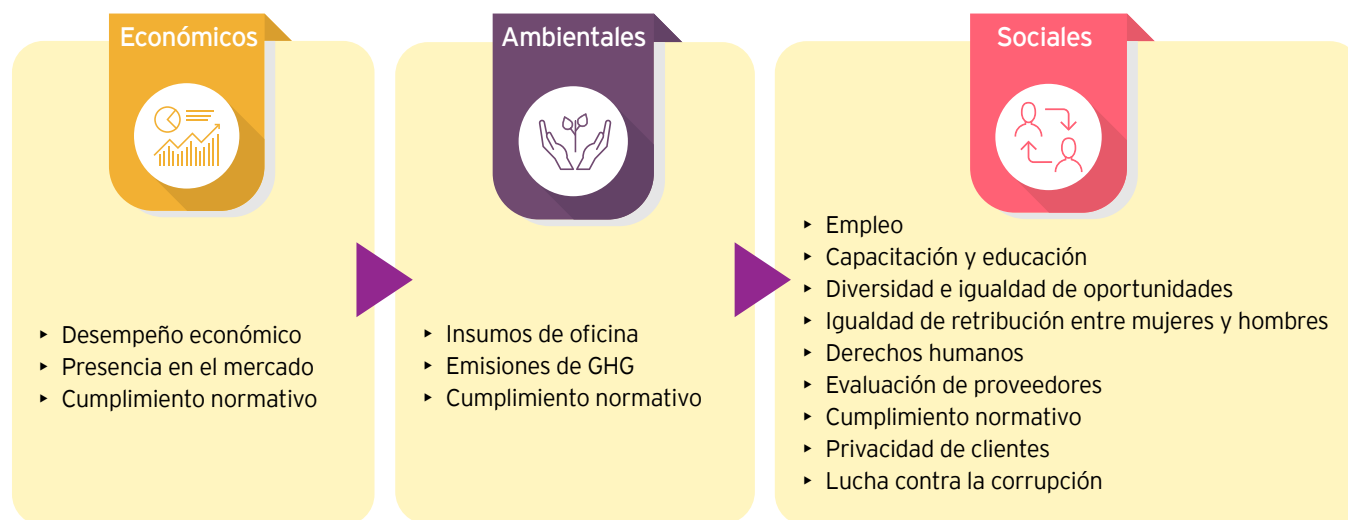 Económicos
▸ Desempeño económico
▸ Presencia en el mercado
▸ Cumplimiento normativo
Ambientales
▸ Insumos de oficina
▸ Emisiones de GHG
▸ Cumplimiento normativo
Sociales
▸ Empleo
▸ Capacitación y educación
▸ Diversidad e igualdad de oportunidades
▸ Igualdad de retribución entre mujeres y hombres
▸ Derechos humanos
▸ Evaluación de proveedores
▸ Cumplimiento normativo
▸ Privacidad de clientes
▸ Lucha contra la corrupción